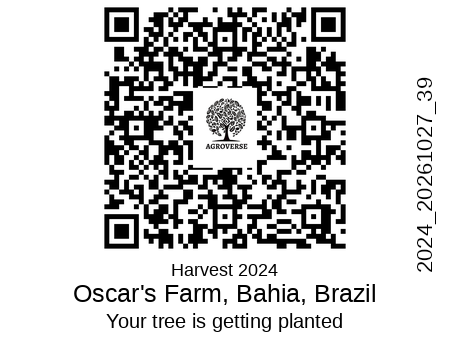 AGROVERSE
Harvest 2024
Oscar's Farm, Bahia, Brazil
Your tree is getting planted
2024_20261027_39